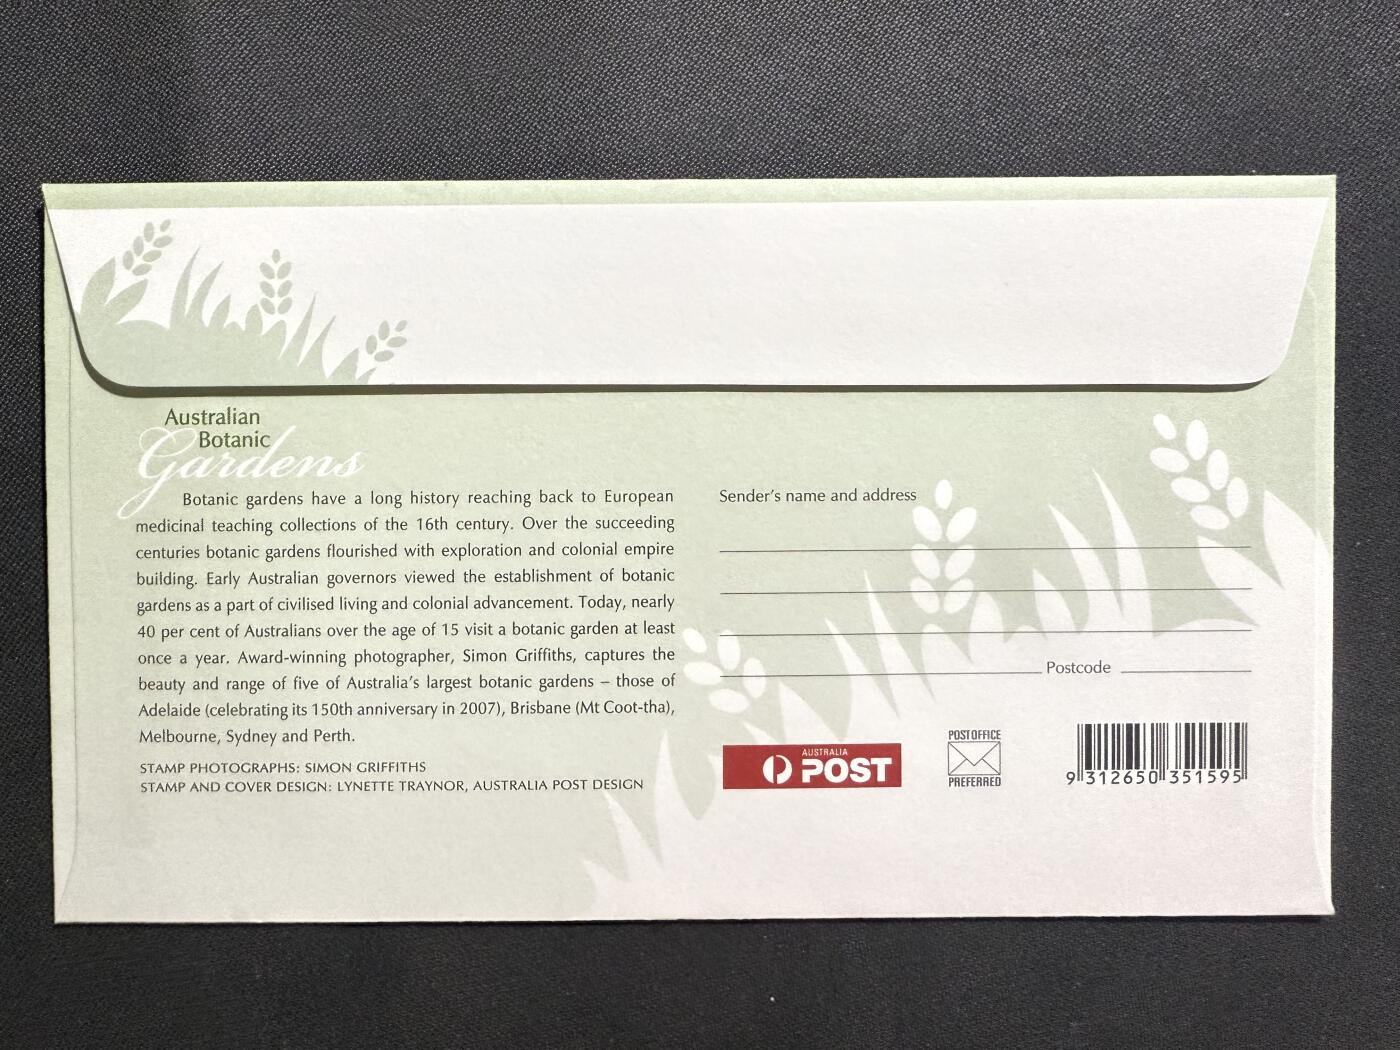 Australian
Botanic
Gardens
Botanic gardens have a long history reaching back to European
medicinal teaching collections of the 16th century. Over the succeeding
centuries botanic gardens flourished with exploration and colonial empire
building. Early Australian governors viewed the establishment of botanic
gardens as a part of civilised living and colonial advancement. Today, nearly
40 per cent of Australians over the age of 15 visit a botanic garden at least
once a year. Award-winning photographer, Simon Griffiths, captures the
beauty and range of five of Australia's largest botanic gardens – those of
Adelaide (celebrating its 150th anniversary in 2007), Brisbane (Mt Coot-tha),
Melbourne, Sydney and Perth.
STAMP PHOTOGRAPHS: SIMON GRIFFITHS
STAMP AND COVER DESIGN: LYNETTE TRAYNOR, AUSTRALIA POST DESIGN
Sender's name and address
Postcode
AUSTRALIA
POST
POST OFFICE
PREFERRED
9 312650 351595